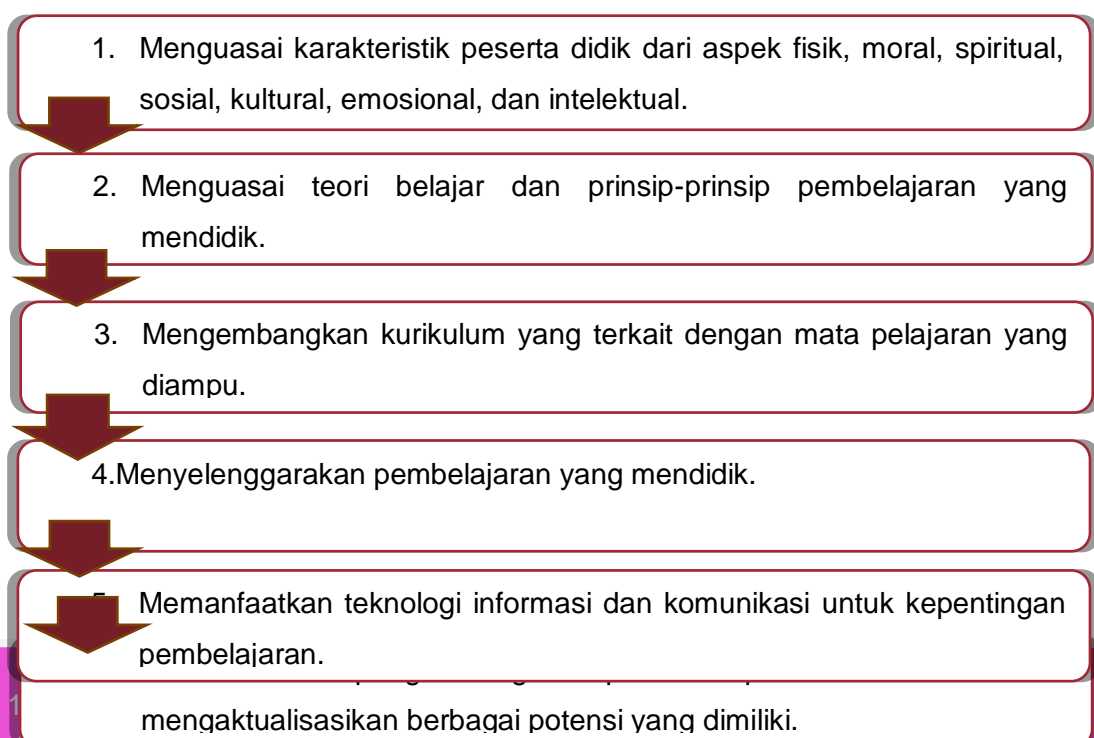 1. Menguasai karakteristik peserta didik dari aspek fisik, moral, spiritual,
sosial, kultural, emosional, dan intelektual.
2. Menguasai teori belajar dan prinsip-prinsip pembelajaran yang
mendidik.
3. Mengembangkan kurikulum yang terkait dengan mata pelajaran yang
diampu.
4.Menyelenggarakan pembelajaran yang mendidik.
Memanfaatkan teknologi informasi dan komunikasi untuk kepentingan
pembelajaran.
1
mengaktualisasikan berbagai potensi yang dimiliki.